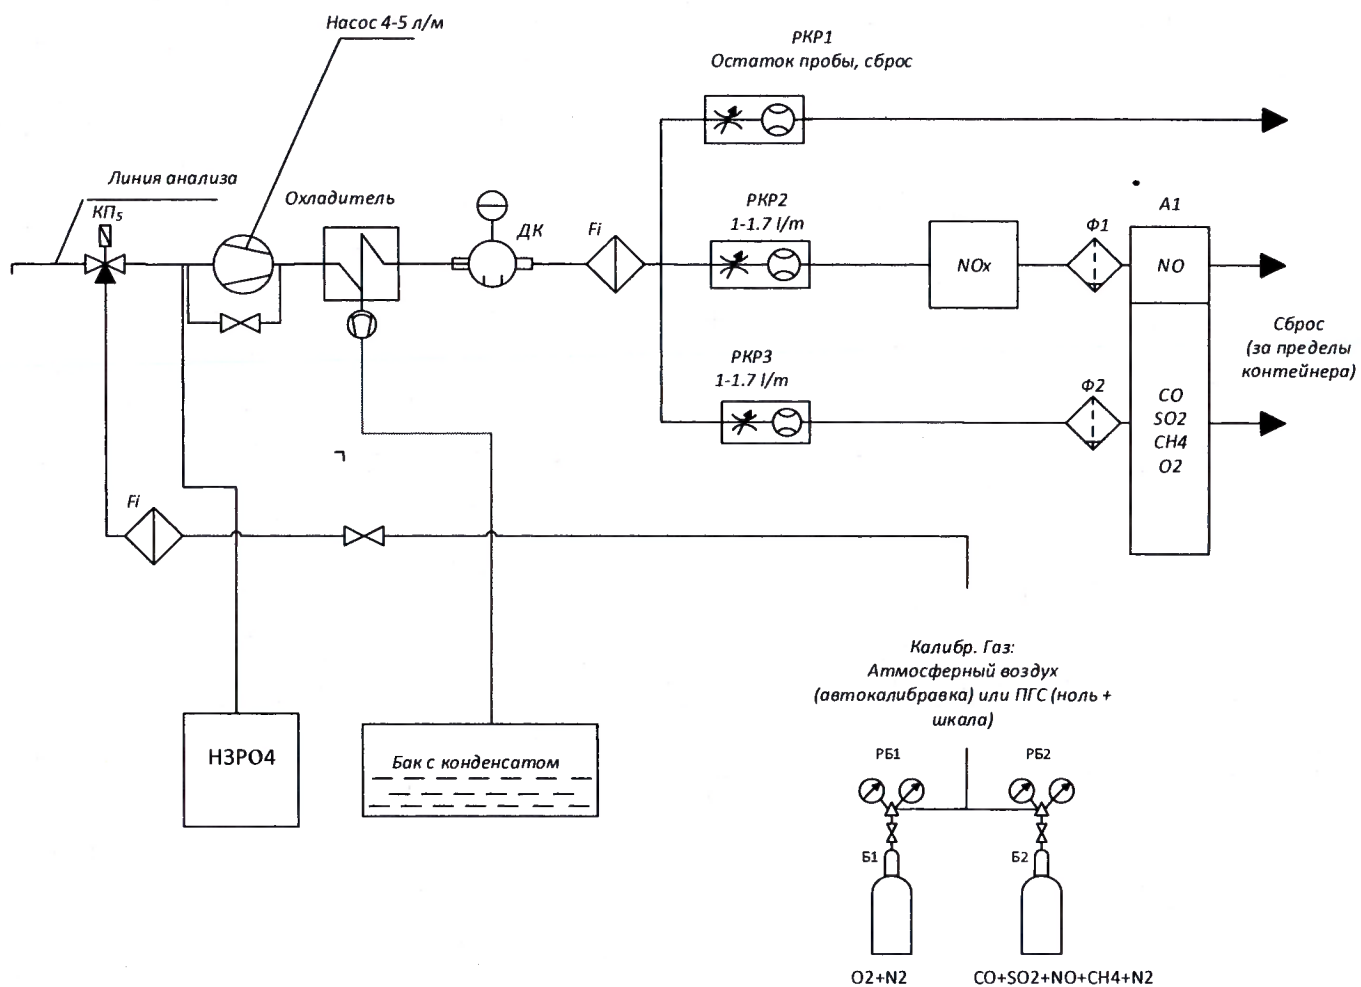 Насос 4-5 л/м
РКР1
Остаток пробы, сброс
Линия анализа
КП5
Охладитель
ДК
Fi
РКР2
1-1.7 l/m
NOx
Ф1
А1
NO
Сброс
(за пределы
контейнера)
РКР3
1-1.7 l/m
Ф2
CO
SO2
CH4
O2
Fi
Калибр. Газ:
Атмосферный воздух
(автокалибравка) или ПГС (ноль +
шкала)
H3PO4
Бак с конденсатом
РБ1
РБ2
Б1
Б2
O2+N2
CO+SO2+NO+CH4+N2